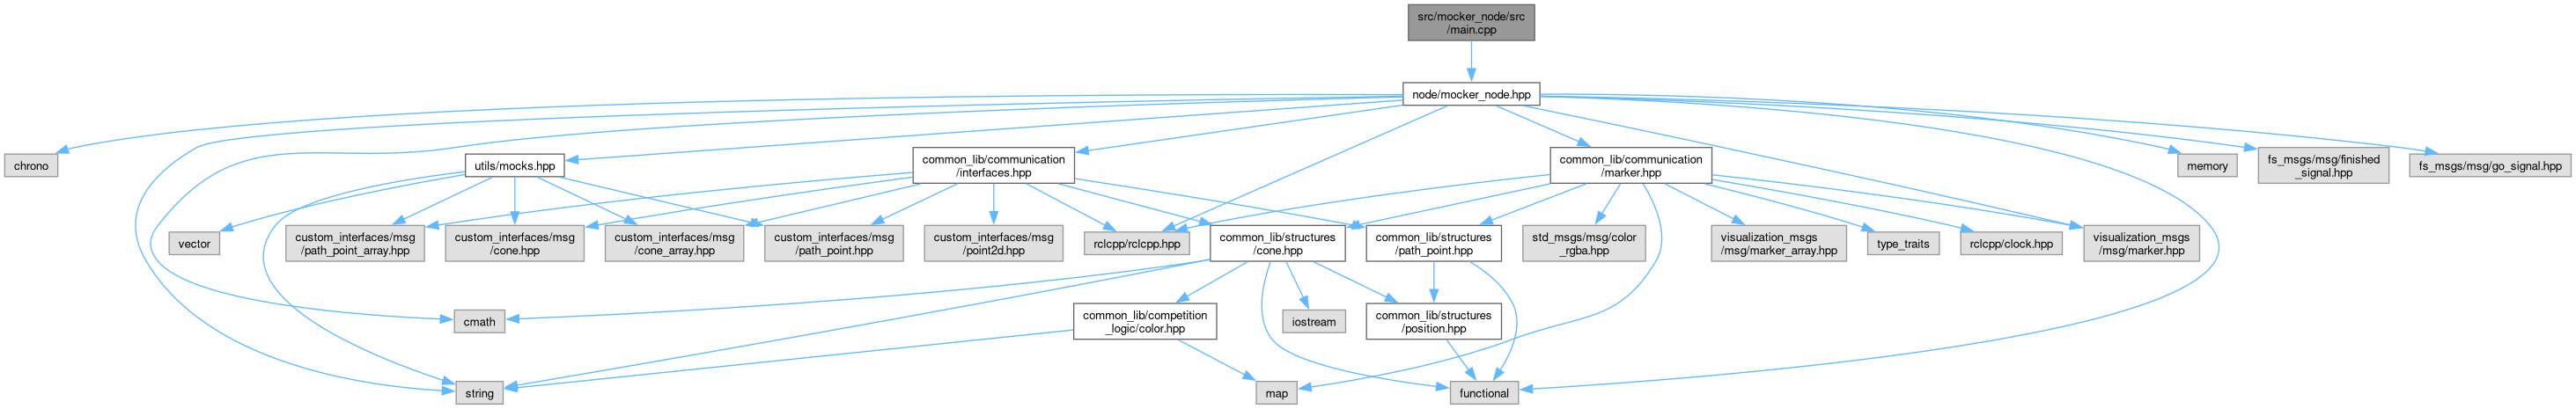 src/mocker_node/src
/main.cpp
node/mocker_node.hpp
chrono
utils/mocks.hpp
common_lib/communication
/interfaces.hpp
common_lib/communication
/marker.hpp
memory
fs_msgs/msg/finished
_signal.hpp
fs_msgs/msg/go_signal.hpp
vector
custom_interfaces/msg
/path_point_array.hpp
custom_interfaces/msg
/cone.hpp
custom_interfaces/msg
/cone_array.hpp
custom_interfaces/msg
/path_point.hpp
custom_interfaces/msg
/point2d.hpp
rclcpp/rclcpp.hpp
common_lib/structures
/cone.hpp
common_lib/structures
/path_point.hpp
std_msgs/msg/color
_rgba.hpp
visualization_msgs
/msg/marker_array.hpp
type_traits
rclcpp/clock.hpp
visualization_msgs
/msg/marker.hpp
cmath
common_lib/competition
_logic/color.hpp
iostream
common_lib/structures
/position.hpp
string
map
functional